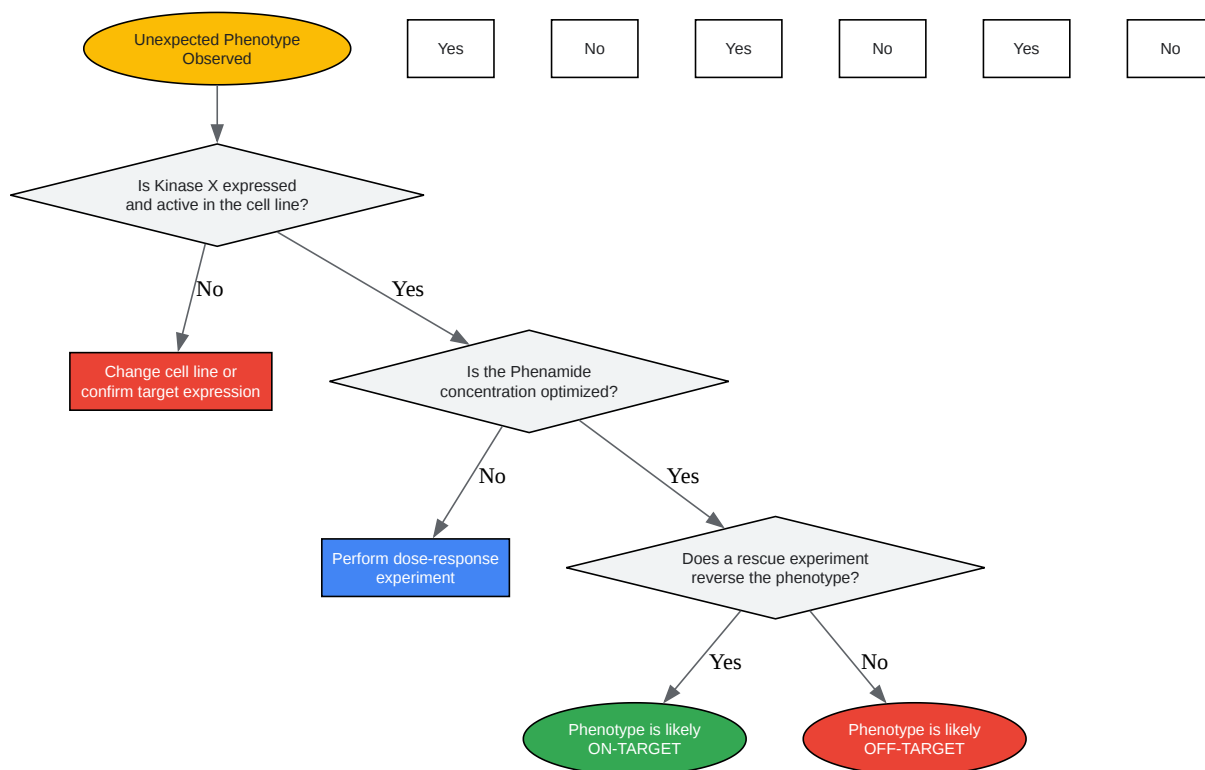 Unexpected Phenotype
Observed
Yes
No
Yes
No
Yes
No
Is Kinase X expressed
and active in the cell line?
No
Yes
Change cell line or
confirm target expression
Is the Phenamide
concentration optimized?
No
Yes
Perform dose-response
experiment
Does a rescue experiment
reverse the phenotype?
Yes
No
Phenotype is likely
ON-TARGET
Phenotype is likely
OFF-TARGET